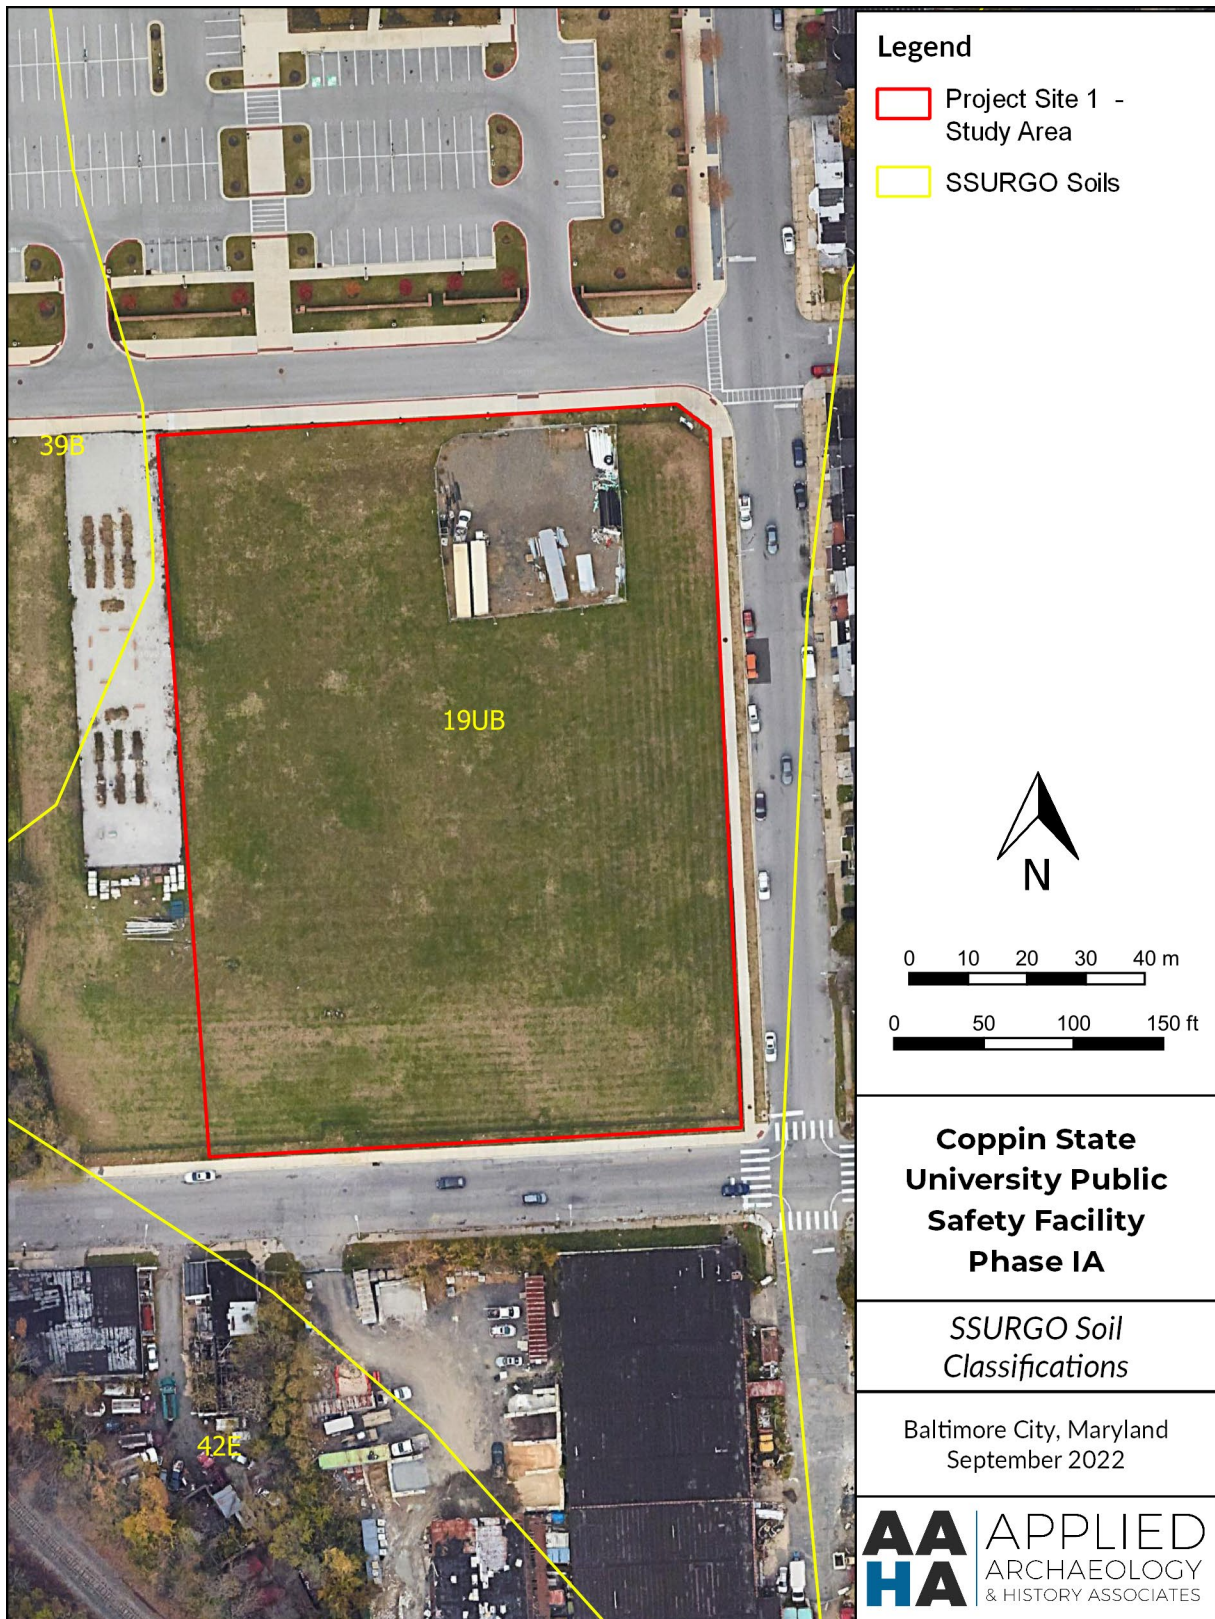 Legend
Project Site 1 -
Study Area
SSURGO Soils
39B
19UB
42E
N
0 10 20 30 40 m
0 50 100 150 ft
Coppin State
University Public
Safety Facility
Phase IA
SSURGO Soil
Classifications
Baltimore City, Maryland
September 2022
AA
HA
APPLIED
ARCHAEOLOGY
& HISTORY ASSOCIATES